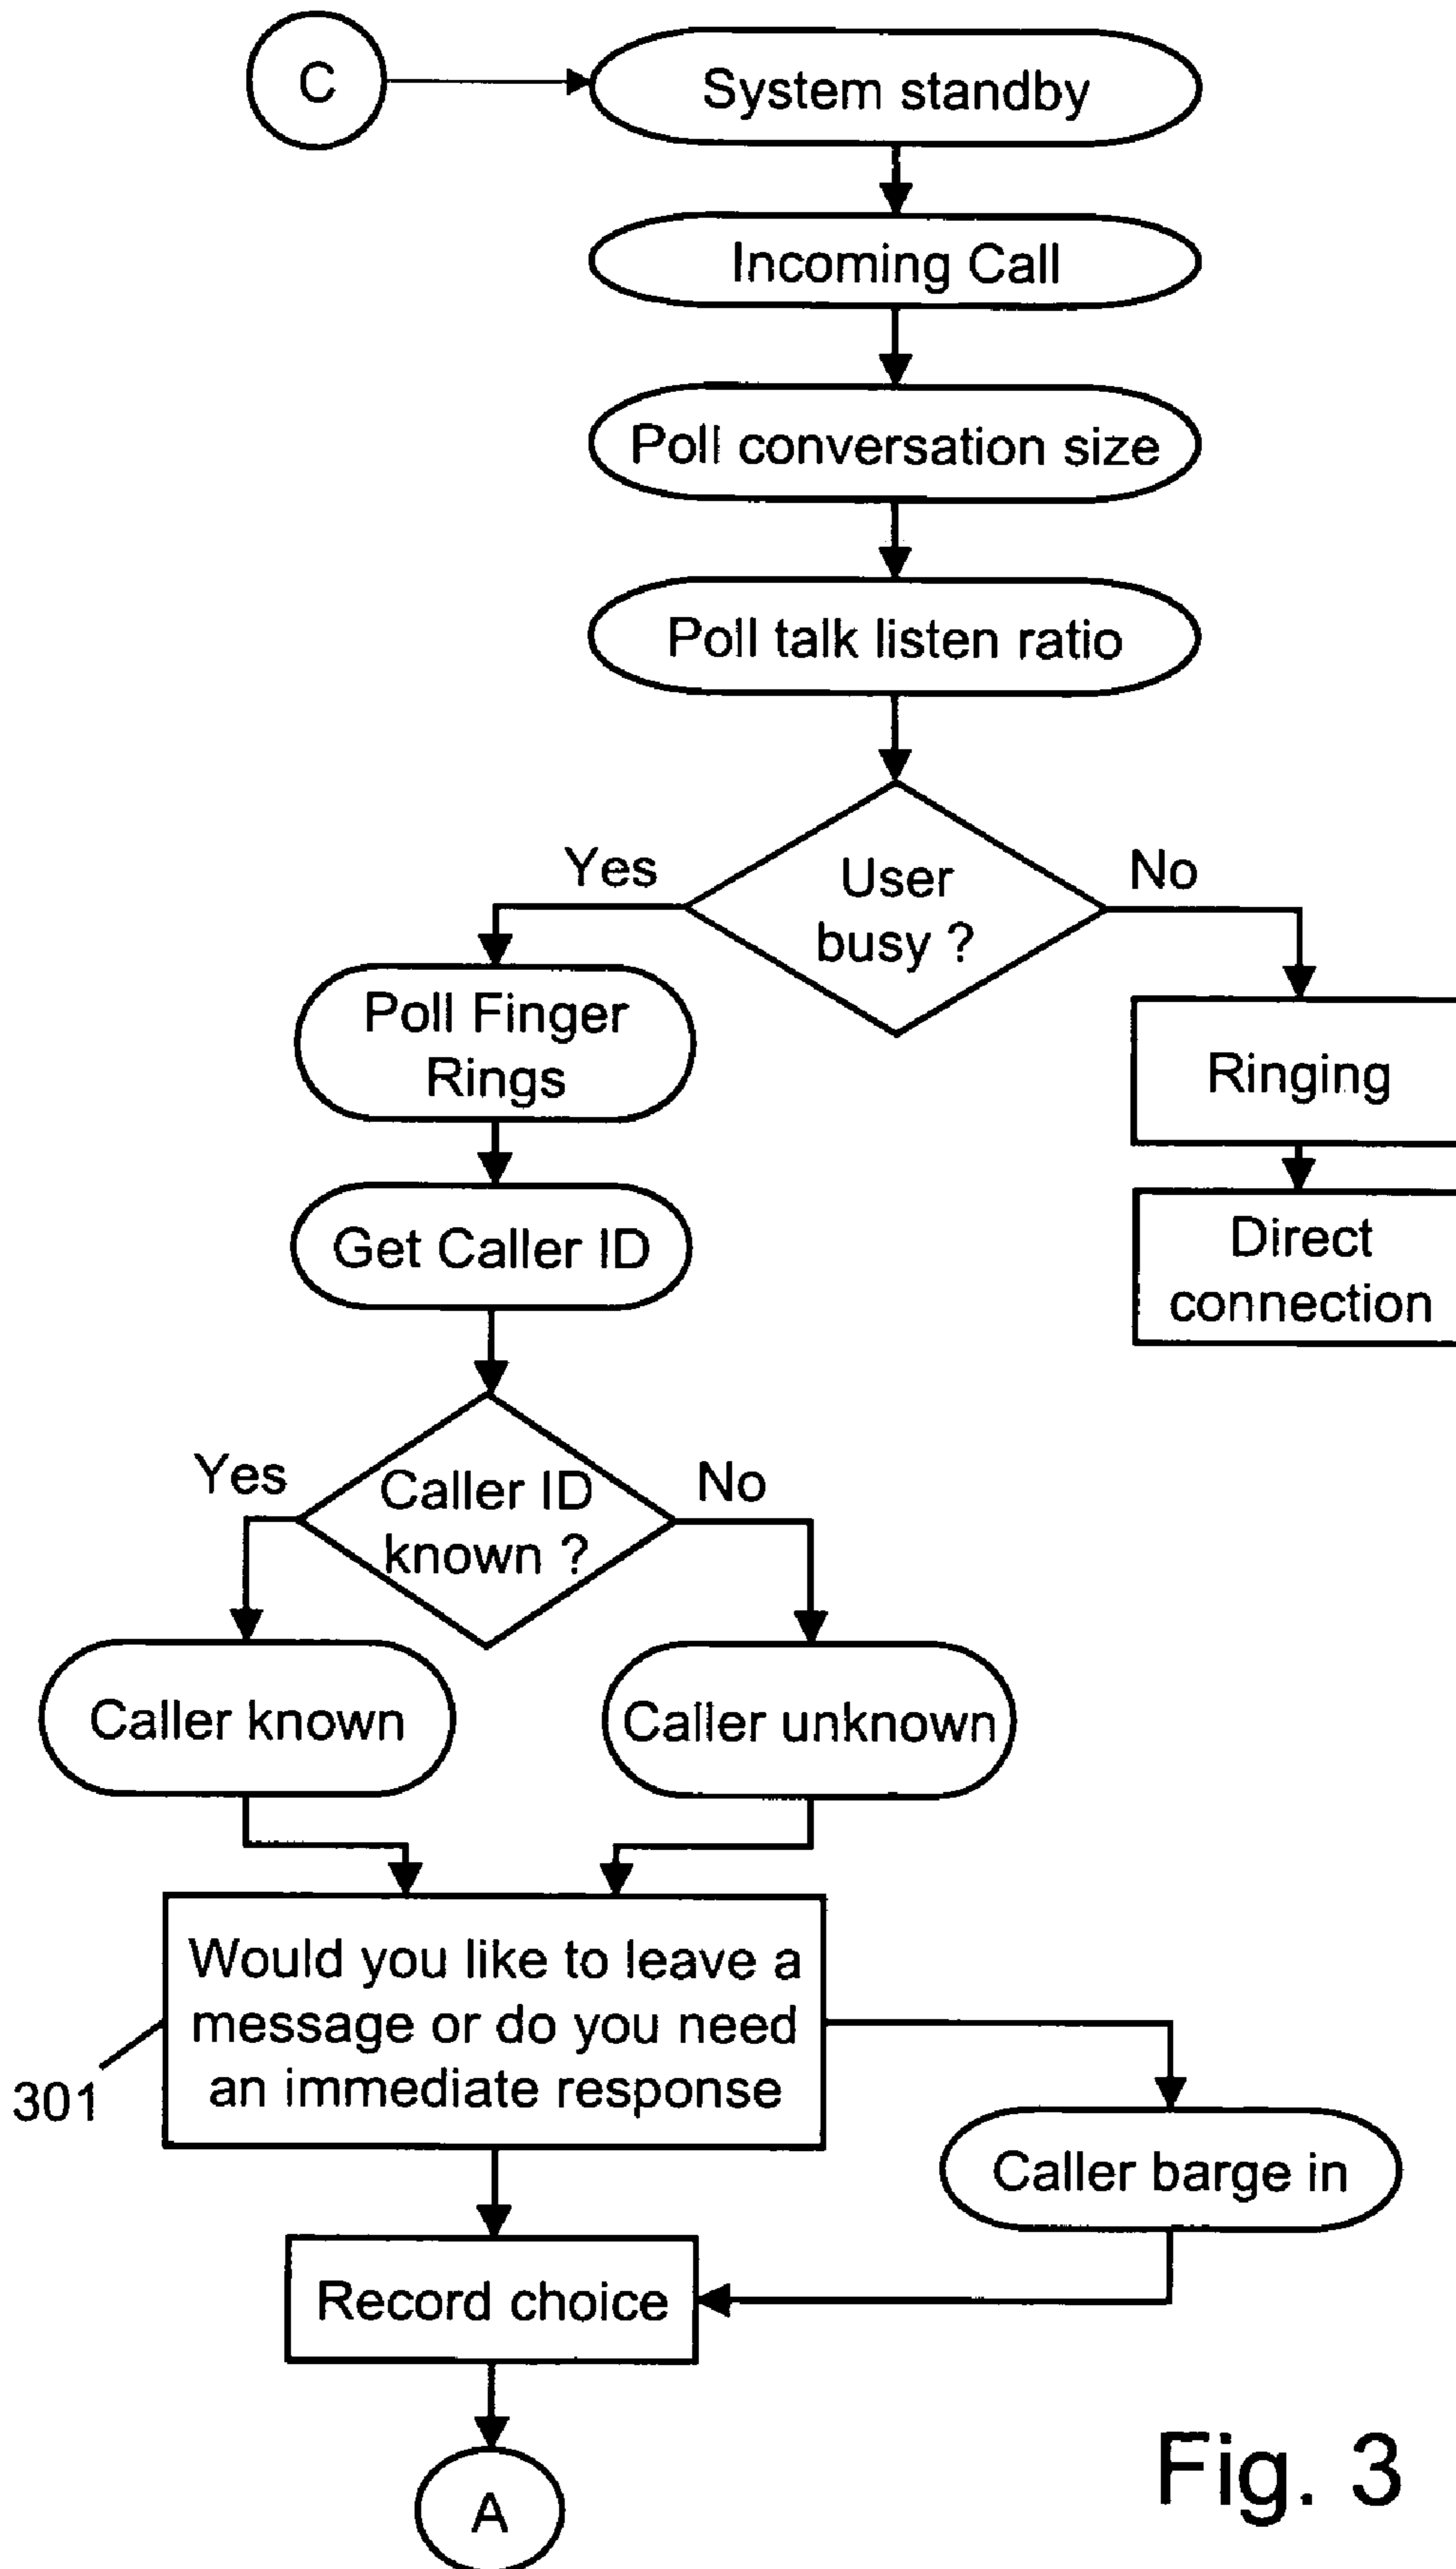 C
System standby
Incoming Call
Poll conversation size
Poll talk listen ratio
User
busy ?
Yes
No
Poll Finger
Rings
Ringing
Get Caller ID
Direct
connection
Caller ID
known ?
Yes
No
Caller known
Caller unknown
Would you like to leave a
message or do you need
an immediate response
301
Caller barge in
Record choice
A
Fig. 3